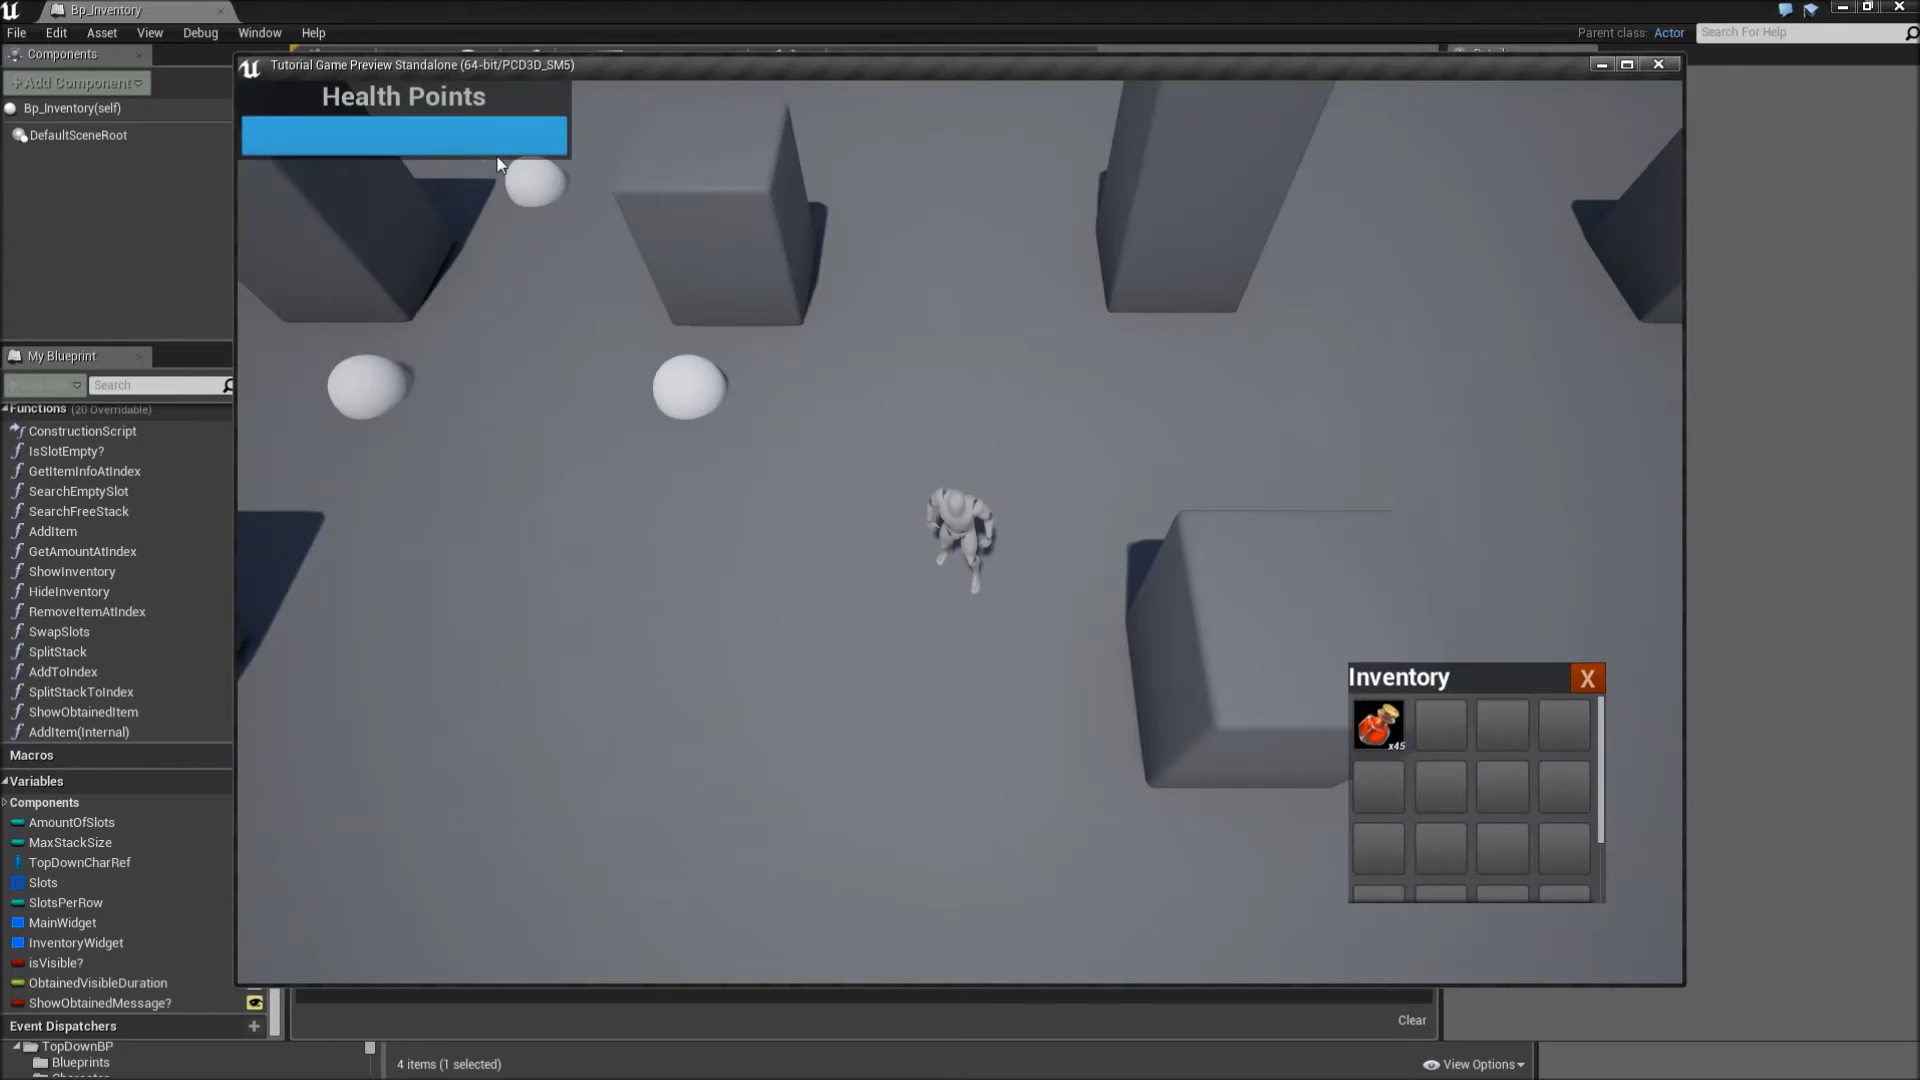 Bp_Inventory
File Edit Asset View Debug Window Help
Parent class: Actor
Search For Help
Components
+Add Component
Bp_Inventory(self)
DefaultSceneRoot
My Blueprint
Search
Functions (20 Overridable)
ConstructionScript
IsSlotEmpty?
GetItemInfoAtIndex
SearchEmptySlot
SearchFreeStack
AddItem
GetAmountAtIndex
ShowInventory
HideInventory
RemoveItemAtIndex
SwapSlots
SplitStack
AddToIndex
SplitStackToIndex
ShowObtainedItem
AddItem(Internal)
Macros
Variables
Components
AmountOfSlots
MaxStackSize
TopDownCharRef
Slots
SlotsPerRow
MainWidget
InventoryWidget
isVisible?
ObtainedVisibleDuration
ShowObtainedMessage?
Event Dispatchers
TopDownBP
Blueprints
Tutorial Game Preview Standalone (64-bit/PCD3D_SM5)
Health Points
Inventory
X
x45
Clear
4 items (1 selected)
View Options